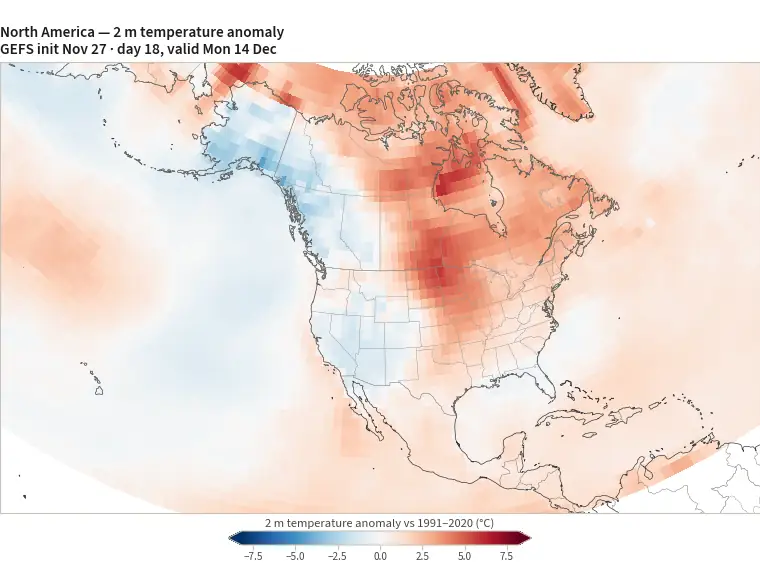 North America — 2 m temperature anomaly
GEFS init Nov 27 · day 18, valid Mon 14 Dec
2 m temperature anomaly vs 1991–2020 (°C)
−7.5 −5.0 −2.5 0.0 2.5 5.0 7.5